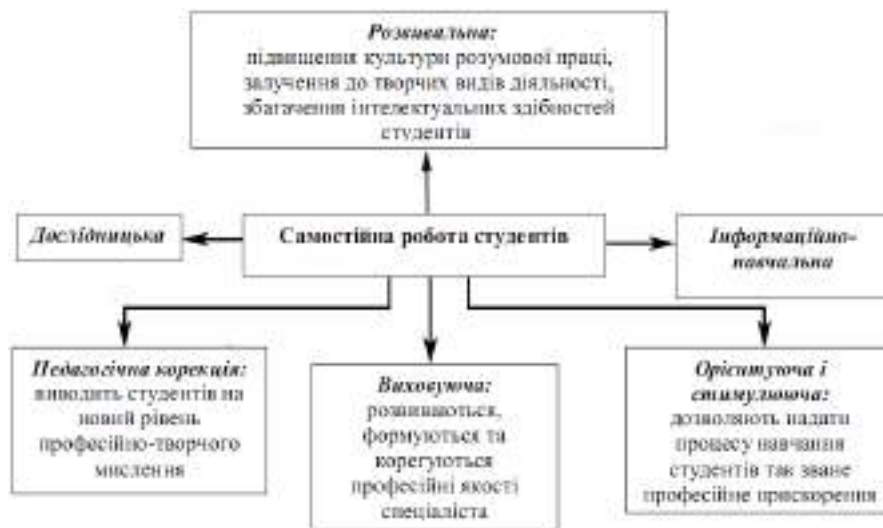 Розвивальна:
підвищення культури розумової праці,
залучення до творчих видів діяльності,
збагачення інтелектуальних здібностей
студентів
Дослідницька
Самостійна робота студентів
Інформаційно-
навчальна
Педагогічна корекція:
виводить студентів на
новий рівень
професійно-творчого
мислення
Виховуюча:
розвиваються,
формуються та
корегуються
професійні якості
спеціаліста
Орієнтуюча і
стимулююча:
дозволяють надати
процесу навчання
студентів так зване
професійне прискорення